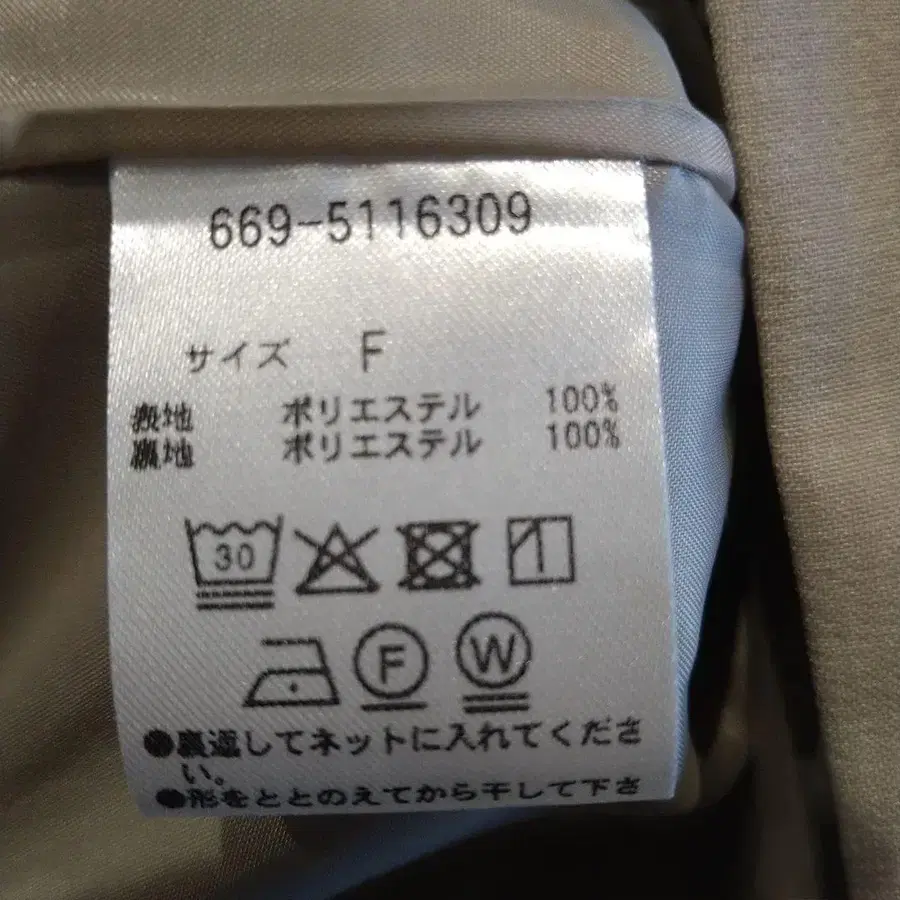 669-5116309
サイズ F
表地 ポリエステル 100%
裏地 ポリエステル 100%
30
F W
●裏返してネットに入れてくださ
い。
●形をととのえてから干して下さ